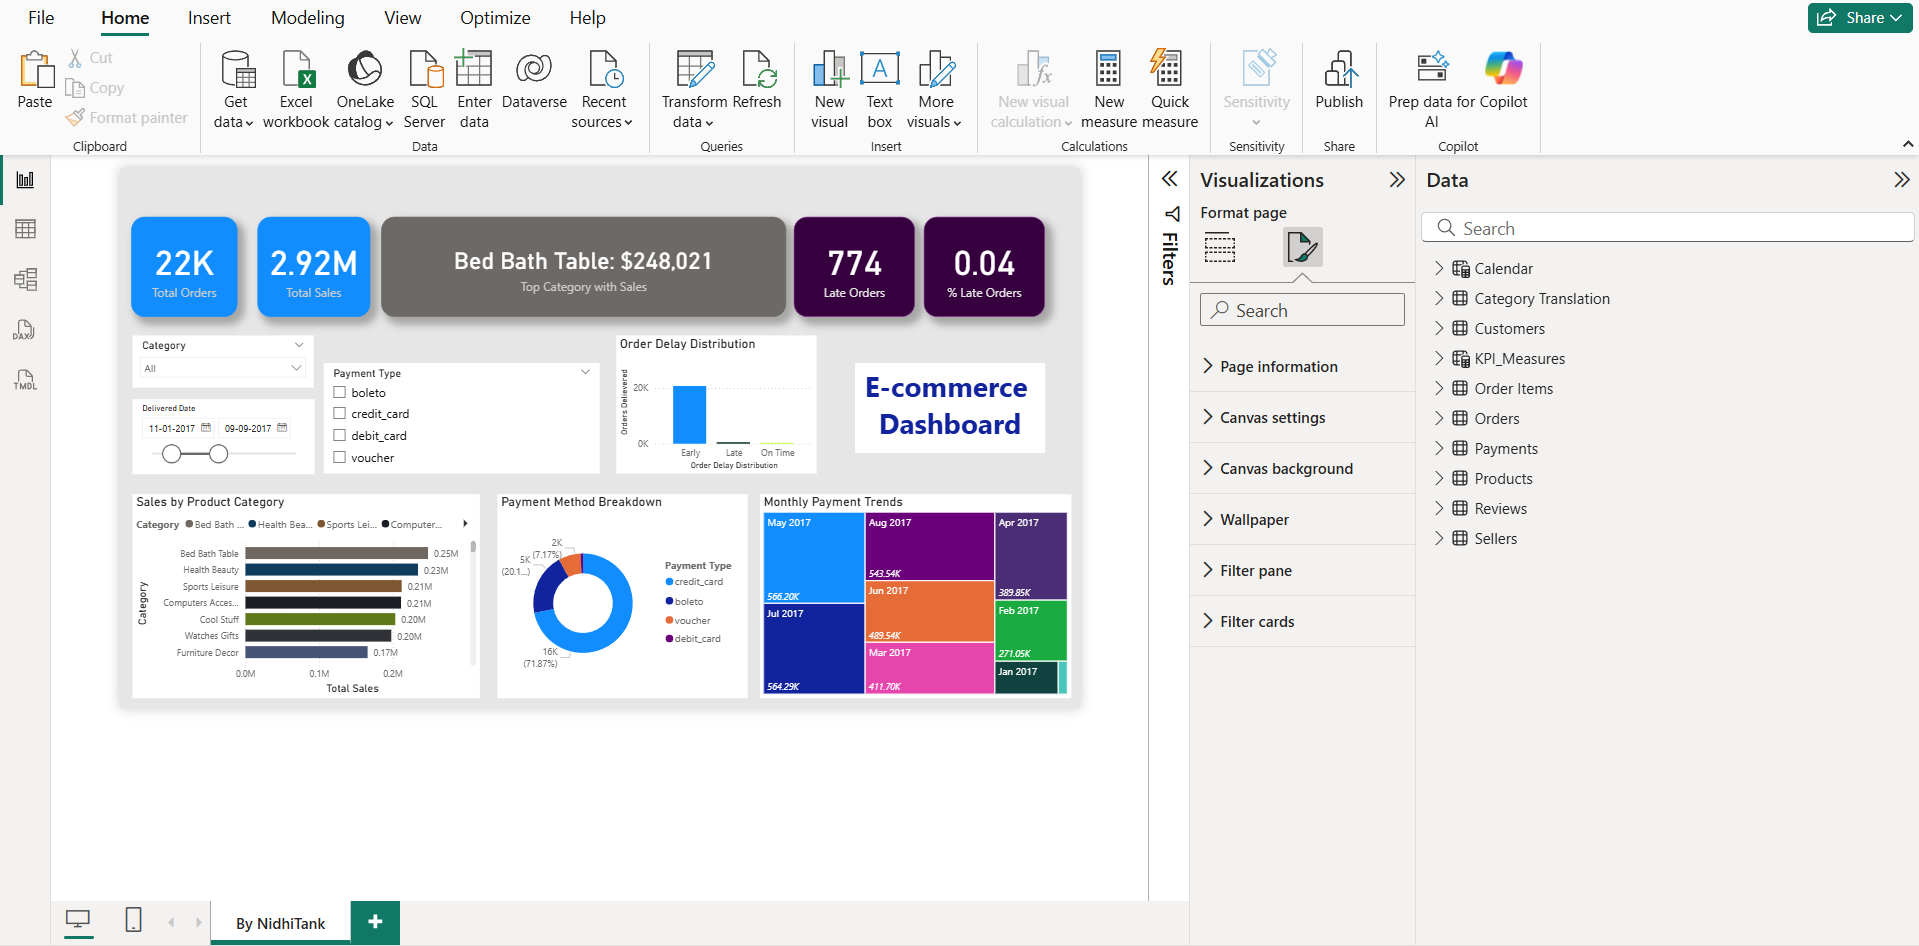 File Home Insert Modeling View Optimize Help Share
Paste
Cut
Copy
Format painter
Clipboard
Get data
Excel workbook
OneLake catalog
SQL Server
Enter data
Dataverse
Recent sources
Data
Transform data
Refresh
Queries
New visual
Text box
More visuals
Insert
New visual calculation
New measure
Quick measure
Calculations
Sensitivity
Sensitivity
Publish
Share
Prep data for AI
Copilot
Copilot
DAX
TMDL
22K
Total Orders
2.92M
Total Sales
Bed Bath Table: $248,021
Top Category with Sales
774
Late Orders
0.04
% Late Orders
Category
All
Delivered Date
11-01-2017 09-09-2017
Payment Type
boleto
credit_card
debit_card
voucher
Order Delay Distribution
Orders Delievered
20K
0K
Early Late On Time
Order Delay Distribution
E-commerce
Dashboard
Sales by Product Category
Category Bed Bath ... Health Bea... Sports Lei... Computer...
Category
Bed Bath Table 0.25M
Health Beauty 0.23M
Sports Leisure 0.21M
Computers Acces... 0.21M
Cool Stuff 0.20M
Watches Gifts 0.20M
Furniture Decor 0.17M
0.0M 0.1M 0.2M
Total Sales
Payment Method Breakdown
2K
(7.17%)
5K
(20.1...)
16K
(71.87%)
Payment Type
credit_card
boleto
voucher
debit_card
Monthly Payment Trends
May 2017
566.20K
Jul 2017
564.29K
Aug 2017
543.54K
Jun 2017
489.54K
Mar 2017
411.70K
Apr 2017
389.85K
Feb 2017
271.05K
Jan 2017
Filters
Visualizations
Format page
Search
Page information
Canvas settings
Canvas background
Wallpaper
Filter pane
Filter cards
Data
Search
Calendar
Category Translation
Customers
KPI_Measures
Order Items
Orders
Payments
Products
Reviews
Sellers
By NidhiTank